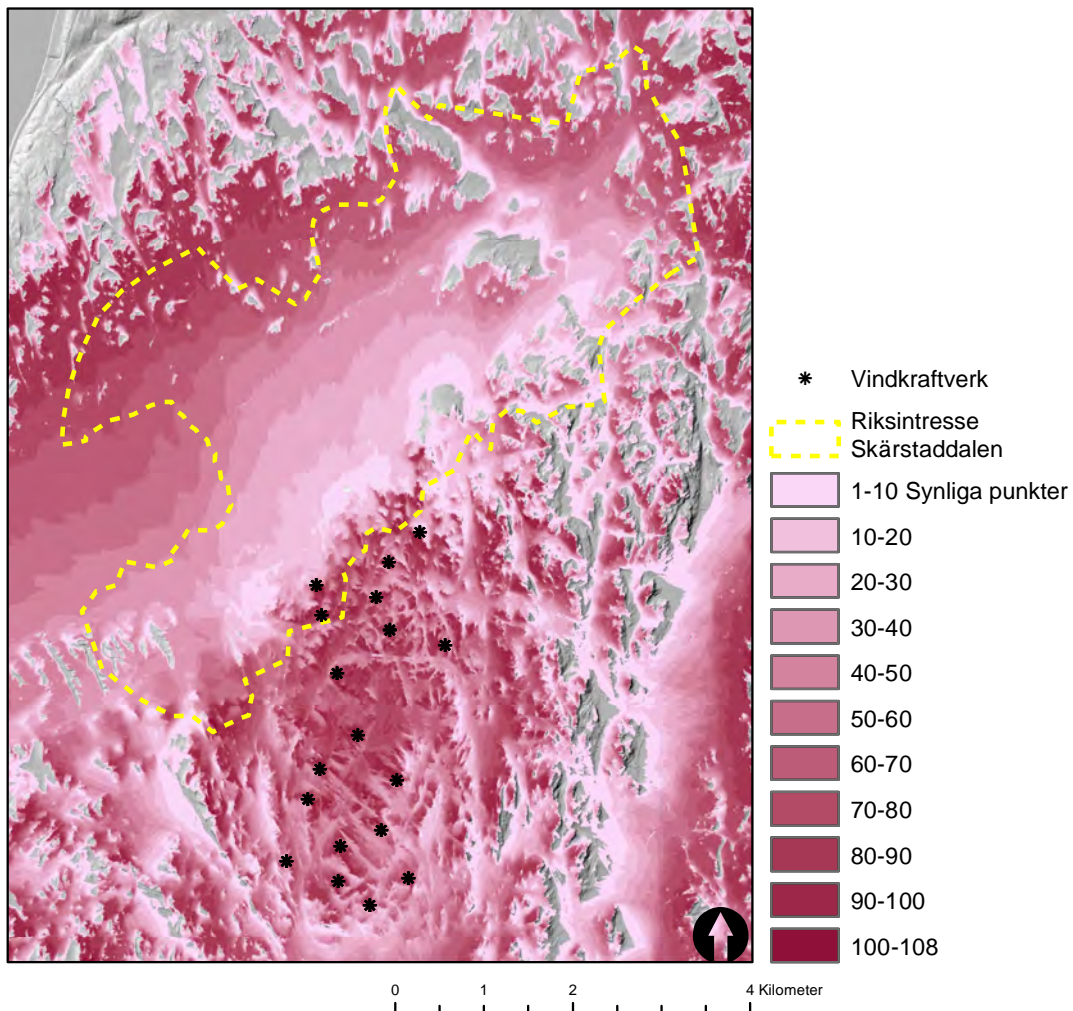 Vindkraftverk
Riksintresse
Skärstaddalen
1-10 Synliga punkter
10-20
20-30
30-40
40-50
50-60
60-70
70-80
80-90
90-100
100-108
0 1 2 4 Kilometer